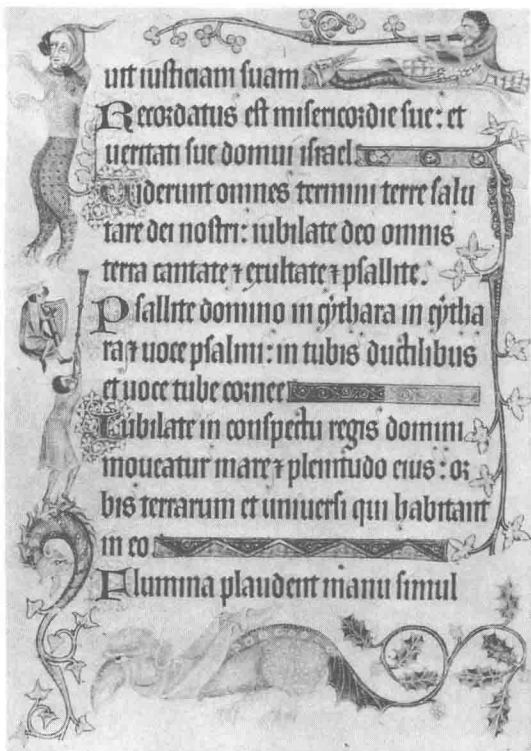 uit iusticiam suam
Recordatus est misericordie sue: et
ueritati sue domui israel.
Uiderunt omnes termini terre salu
tare dei nostri: iubilate deo omnis
terra cantate ⁊ exultate ⁊ psallite.
Psallite domino in cythara in cytha
ra ⁊ uoce psalmi: in tubis ductilibus
et uoce tube cornee
Iubilate in conspectu regis domini
moueatur mare ⁊ plenitudo eius: or
bis terrarum et uniuersi qui habitant
in eo.
Flumina plaudent manu simul